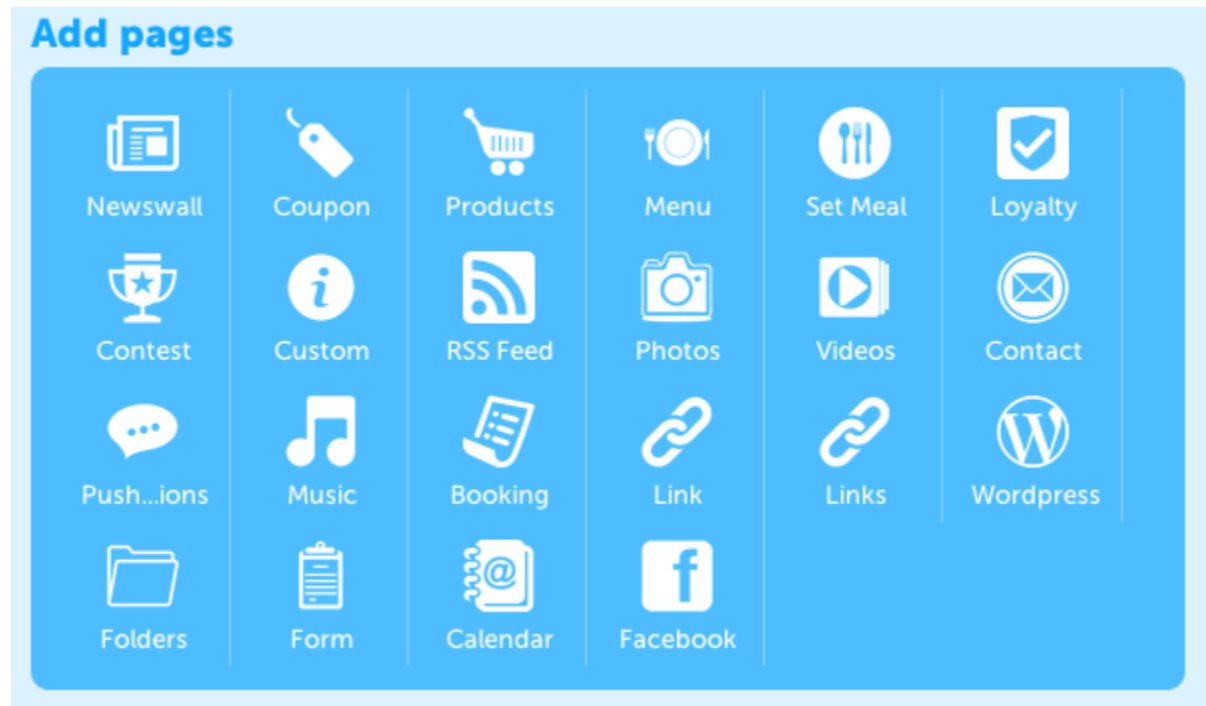 Add pages
Newswall Coupon Products Menu Set Meal Loyalty
Contest Custom RSS Feed Photos Videos Contact
Push...ions Music Booking Link Links Wordpress
Folders Form Calendar Facebook